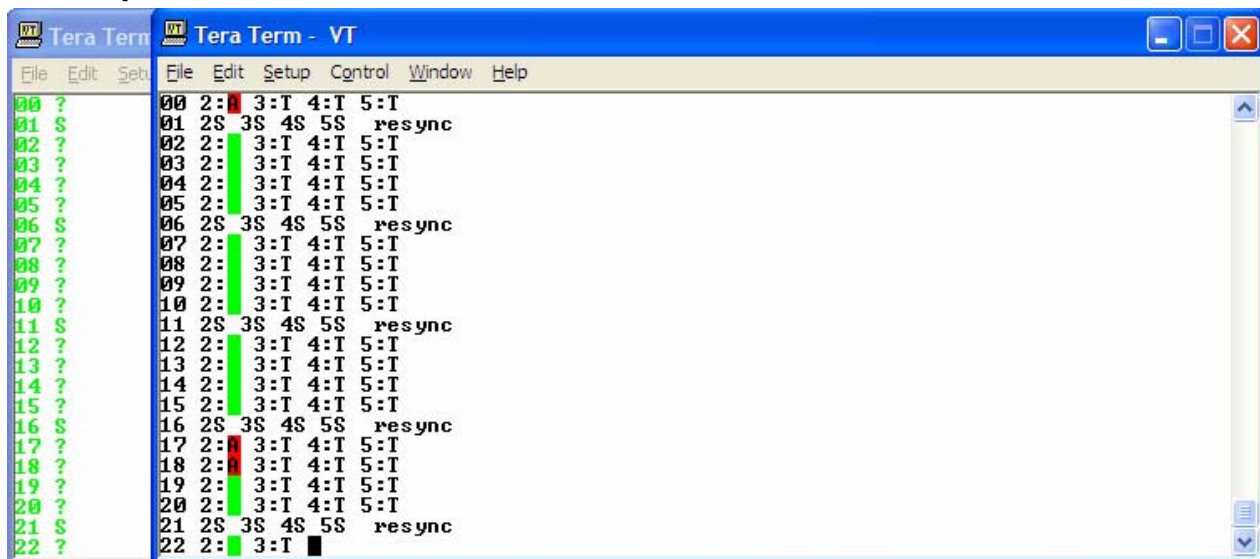 Tera Term
File Edit Setu
00 ?
01 S
02 ?
03 ?
04 ?
05 ?
06 S
07 ?
08 ?
09 ?
10 ?
11 S
12 ?
13 ?
14 ?
15 ?
16 S
17 ?
18 ?
19 ?
20 ?
21 S
22 ?
Tera Term - VT
File Edit Setup Control Window Help
00 2:A 3:T 4:T 5:T
01 2S 3S 4S 5S resync
02 2: 3:T 4:T 5:T
03 2: 3:T 4:T 5:T
04 2: 3:T 4:T 5:T
05 2: 3:T 4:T 5:T
06 2S 3S 4S 5S resync
07 2: 3:T 4:T 5:T
08 2: 3:T 4:T 5:T
09 2: 3:T 4:T 5:T
10 2: 3:T 4:T 5:T
11 2S 3S 4S 5S resync
12 2: 3:T 4:T 5:T
13 2: 3:T 4:T 5:T
14 2: 3:T 4:T 5:T
15 2: 3:T 4:T 5:T
16 2S 3S 4S 5S resync
17 2:A 3:T 4:T 5:T
18 2:A 3:T 4:T 5:T
19 2: 3:T 4:T 5:T
20 2: 3:T 4:T 5:T
21 2S 3S 4S 5S resync
22 2: 3:T